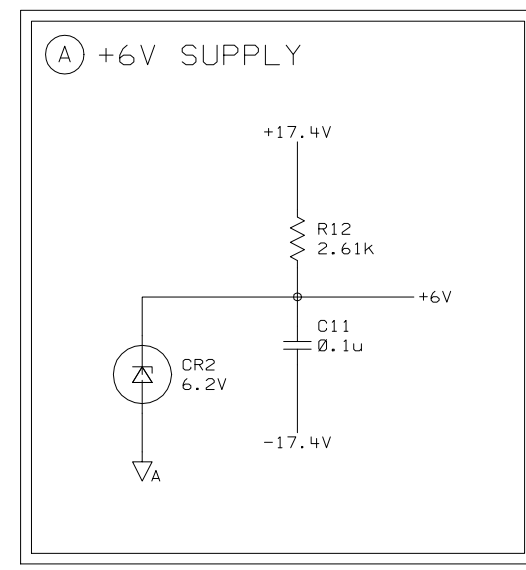 A +6V SUPPLY
+17.4V
R12
2.61K
+6V
C11
Ø.1u
CR2
6.2V
-17.4V
A